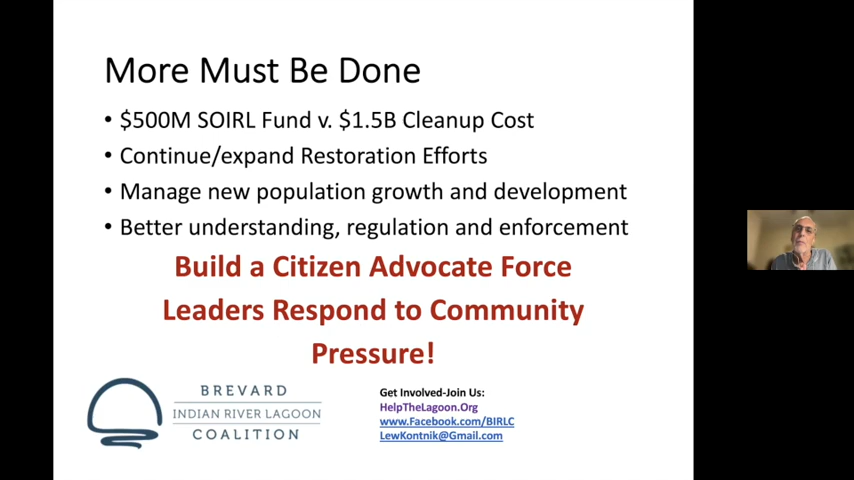 More Must Be Done
• $500M SOIRL Fund v. $1.5B Cleanup Cost
• Continue/expand Restoration Efforts
• Manage new population growth and development
• Better understanding, regulation and enforcement
Build a Citizen Advocate Force
Leaders Respond to Community
Pressure!
BREVARD
INDIAN RIVER LAGOON
COALITION
Get Involved-Join Us:
HelpTheLagoon.Org
www.Facebook.com/BIRLC
LewKontnik@Gmail.com